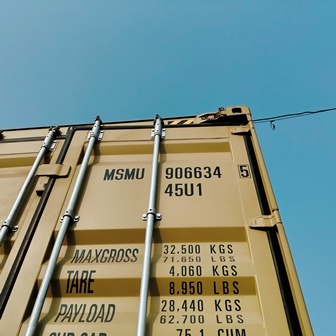 MSMU 906634 5
45U1
MAXGROSS 32.500 KGS
71.650 LBS
TARE 4,060 KGS
8,950 LBS
PAYLOAD 28,440 KGS
62.700 LBS
CUM